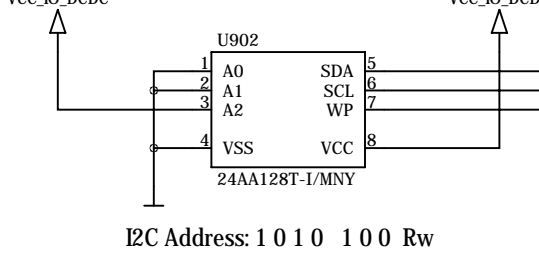 VCC_IO_DCDC
U902
1 A0 SDA 5
2 A1 SCL 6
3 A2 WP 7
4 VSS VCC 8
24AA128T-I/MNY
I2C Address: 1 0 1 0 1 0 0 Rw